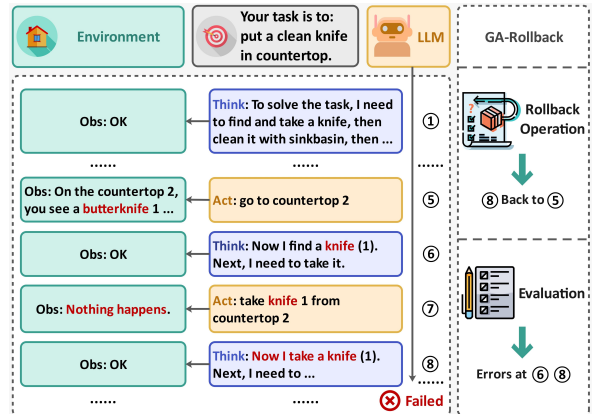 Environment
Your task is to:
put a clean knife
in countertop.
LLM
GA-Rollback
Obs: OK
Think: To solve the task, I need
to find and take a knife, then
clean it with sinkbasin, then ...
①
......
......
......
Obs: On the countertop 2,
you see a butterknife 1 ...
Act: go to countertop 2
⑤
Obs: OK
Think: Now I find a knife (1).
Next, I need to take it.
⑥
Obs: Nothing happens.
Act: take knife 1 from
countertop 2
⑦
Obs: OK
Think: Now I take a knife (1).
Next, I need to ...
⑧
......
......
......
Failed
?
Rollback
Operation
⑧ Back to ⑤
Evaluation
Errors at ⑥ ⑧